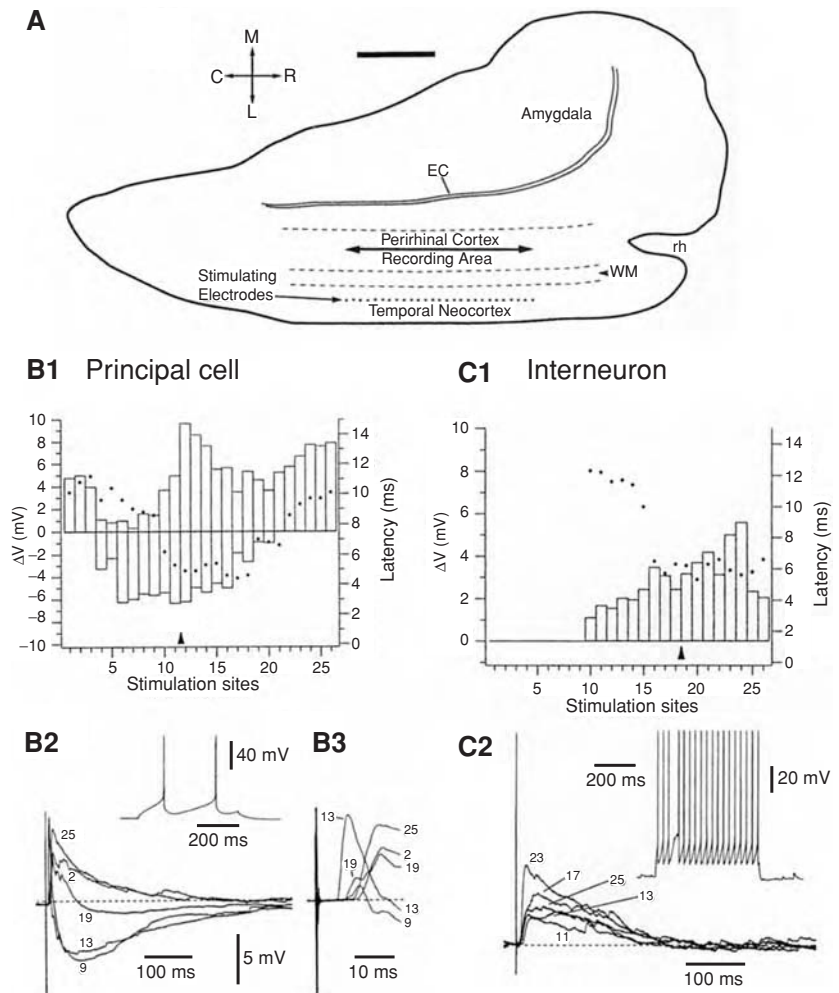 A
M
C R
L
Amygdala
EC
Perirhinal Cortex
Recording Area
rh
WM
Stimulating
Electrodes
Temporal Neocortex
B1 Principal cell
10
8
6
4
2
0
−2
−4
−6
−8
−10
ΔV (mV)
14
12
10
8
6
4
2
0
Latency (ms)
5 10 15 20 25
Stimulation sites
C1 Interneuron
10
8
6
4
2
0
ΔV (mV)
14
12
10
8
6
4
2
0
Latency (ms)
5 10 15 20 25
Stimulation sites
B2
40 mV
200 ms
25
2
19
13
9
100 ms
5 mV
B3
13
25
2
19
19
13
9
10 ms
C2
200 ms
20 mV
23
17
25
13
11
100 ms